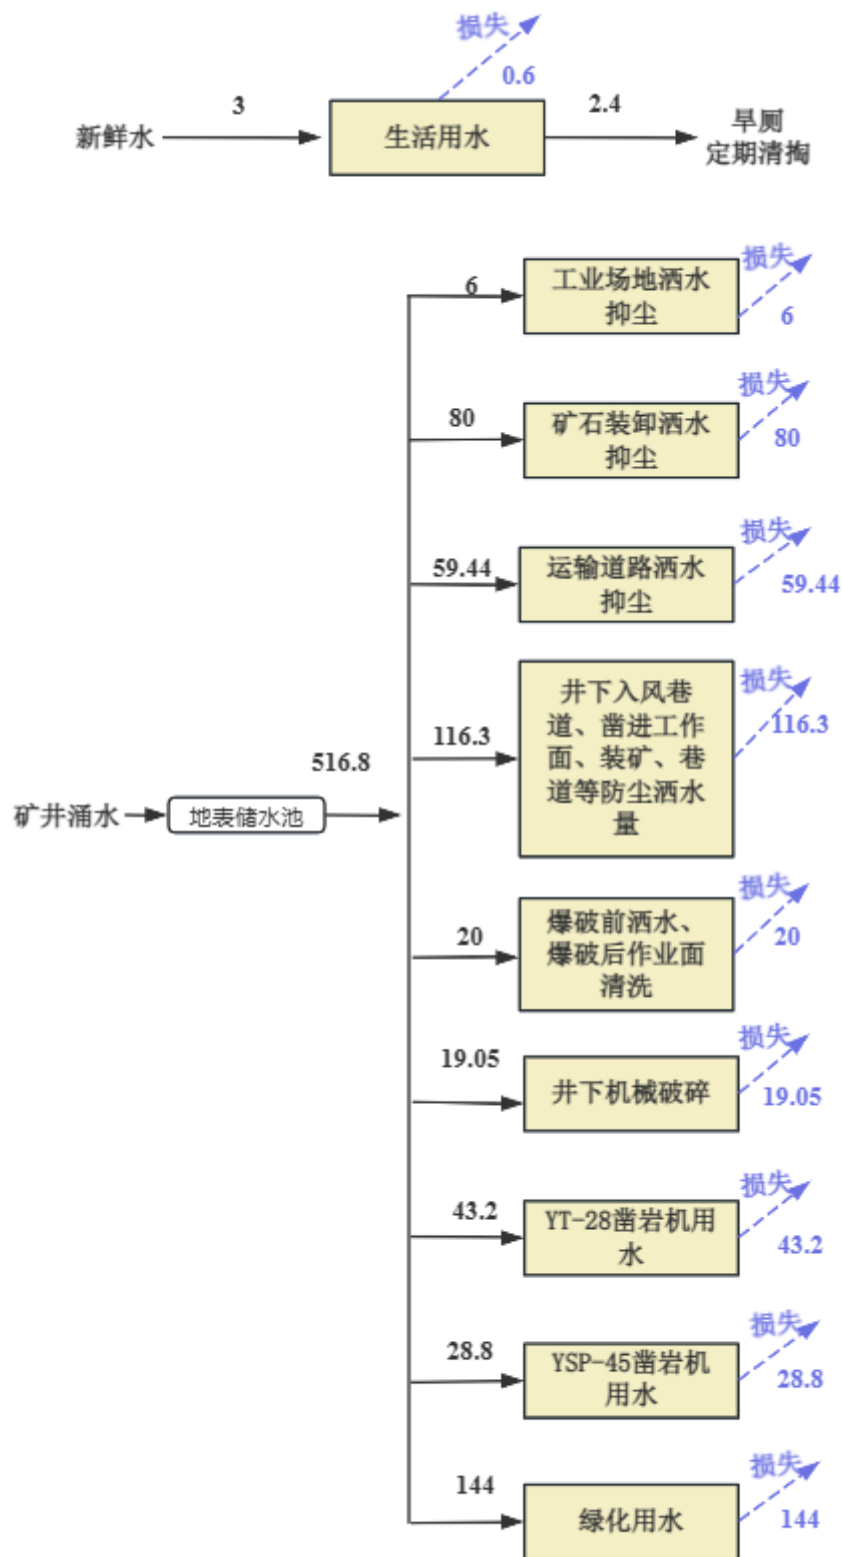 损失
0.6
3
2.4
新鲜水
生活用水
旱厕
定期清掏
损失
6
工业场地洒水
抑尘
6
损失
80
矿石装卸洒水
抑尘
80
损失
59.44
运输道路洒水
抑尘
59.44
损失
116.3
井下入风巷
道、凿进工作
面、装矿、巷
道等防尘洒水
量
116.3
516.8
矿井涌水
地表储水池
损失
20
爆破前洒水、
爆破后作业面
清洗
20
损失
19.05
井下机械破碎
19.05
损失
43.2
YT-28凿岩机用
水
43.2
损失
28.8
YSP-45凿岩机
用水
28.8
损失
144
绿化用水
144